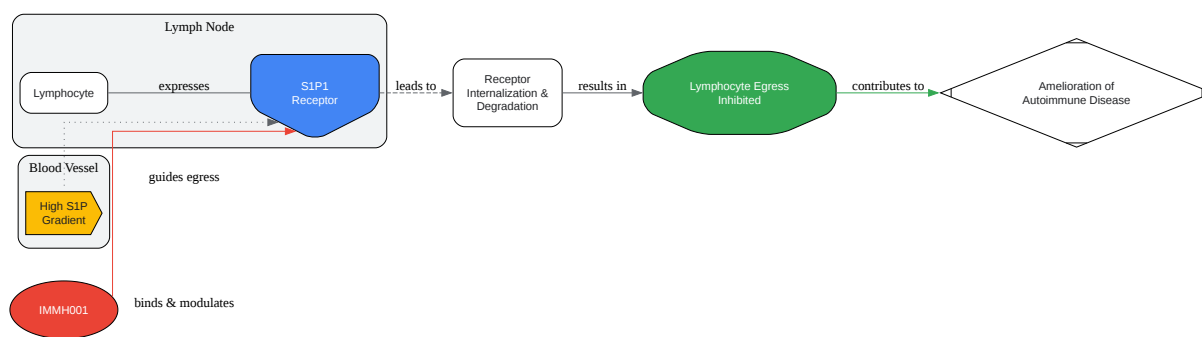 Lymph Node
Lymphocyte
expresses
S1P1
Receptor
leads to
Receptor
Internalization &
Degradation
results in
Lymphocyte Egress
Inhibited
contributes to
Amelioration of
Autoimmune Disease
Blood Vessel
guides egress
High S1P
Gradient
binds & modulates
IMMH001